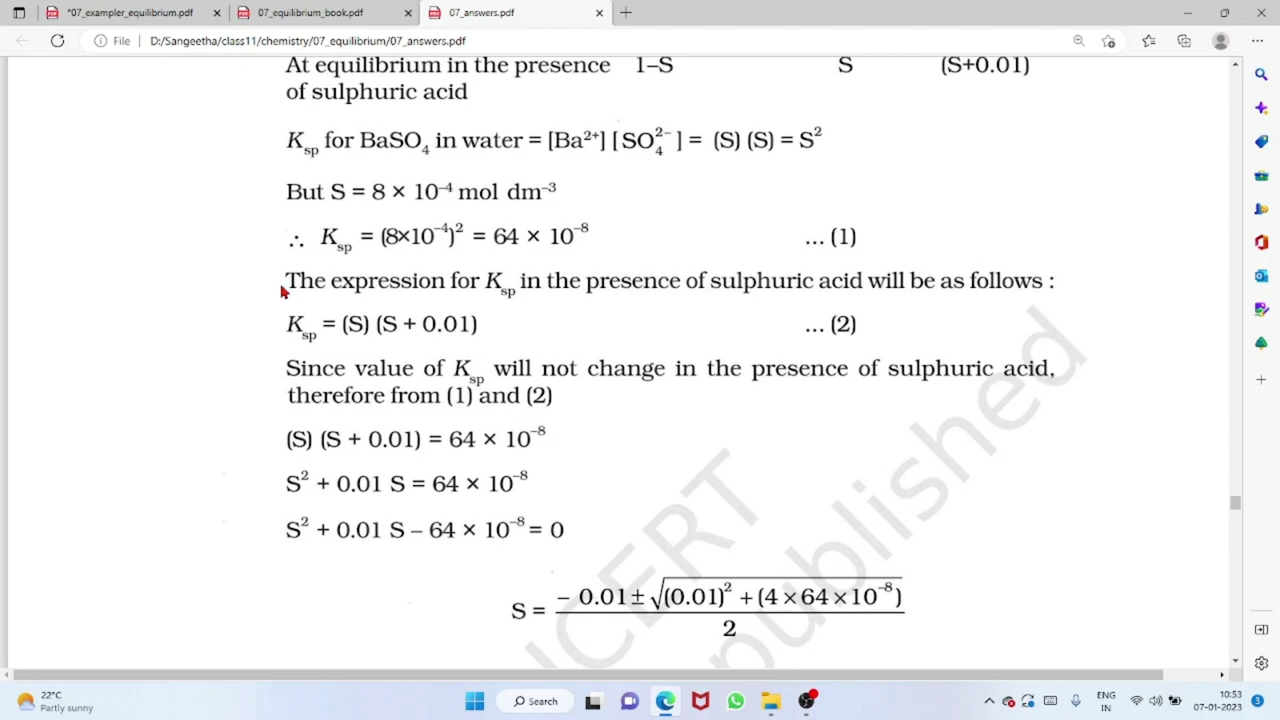 *07_exampler_equilibrium.pdf
07_equilibrium_book.pdf
07_answers.pdf
File
D:/Sangeetha/class11/chemistry/07_equilibrium/07_answers.pdf
At equilibrium in the presence 1–S S (S+0.01)
of sulphuric acid
Kₛₚ for BaSO₄ in water = [Ba²⁺] [SO₄²⁻] = (S) (S) = S²
But S = 8 × 10⁻⁴ mol dm⁻³
∴ Kₛₚ = (8×10⁻⁴)² = 64 × 10⁻⁸ ... (1)
The expression for Kₛₚ in the presence of sulphuric acid will be as follows :
Kₛₚ = (S) (S + 0.01) ... (2)
Since value of Kₛₚ will not change in the presence of sulphuric acid,
therefore from (1) and (2)
(S) (S + 0.01) = 64 × 10⁻⁸
S² + 0.01 S = 64 × 10⁻⁸
S² + 0.01 S – 64 × 10⁻⁸ = 0
S = – 0.01 ± √(0.01)² + (4 × 64 × 10⁻⁸)
2
NCERT
published
22°C
Partly sunny
Search
ENG
IN
10:53
07-01-2023
3